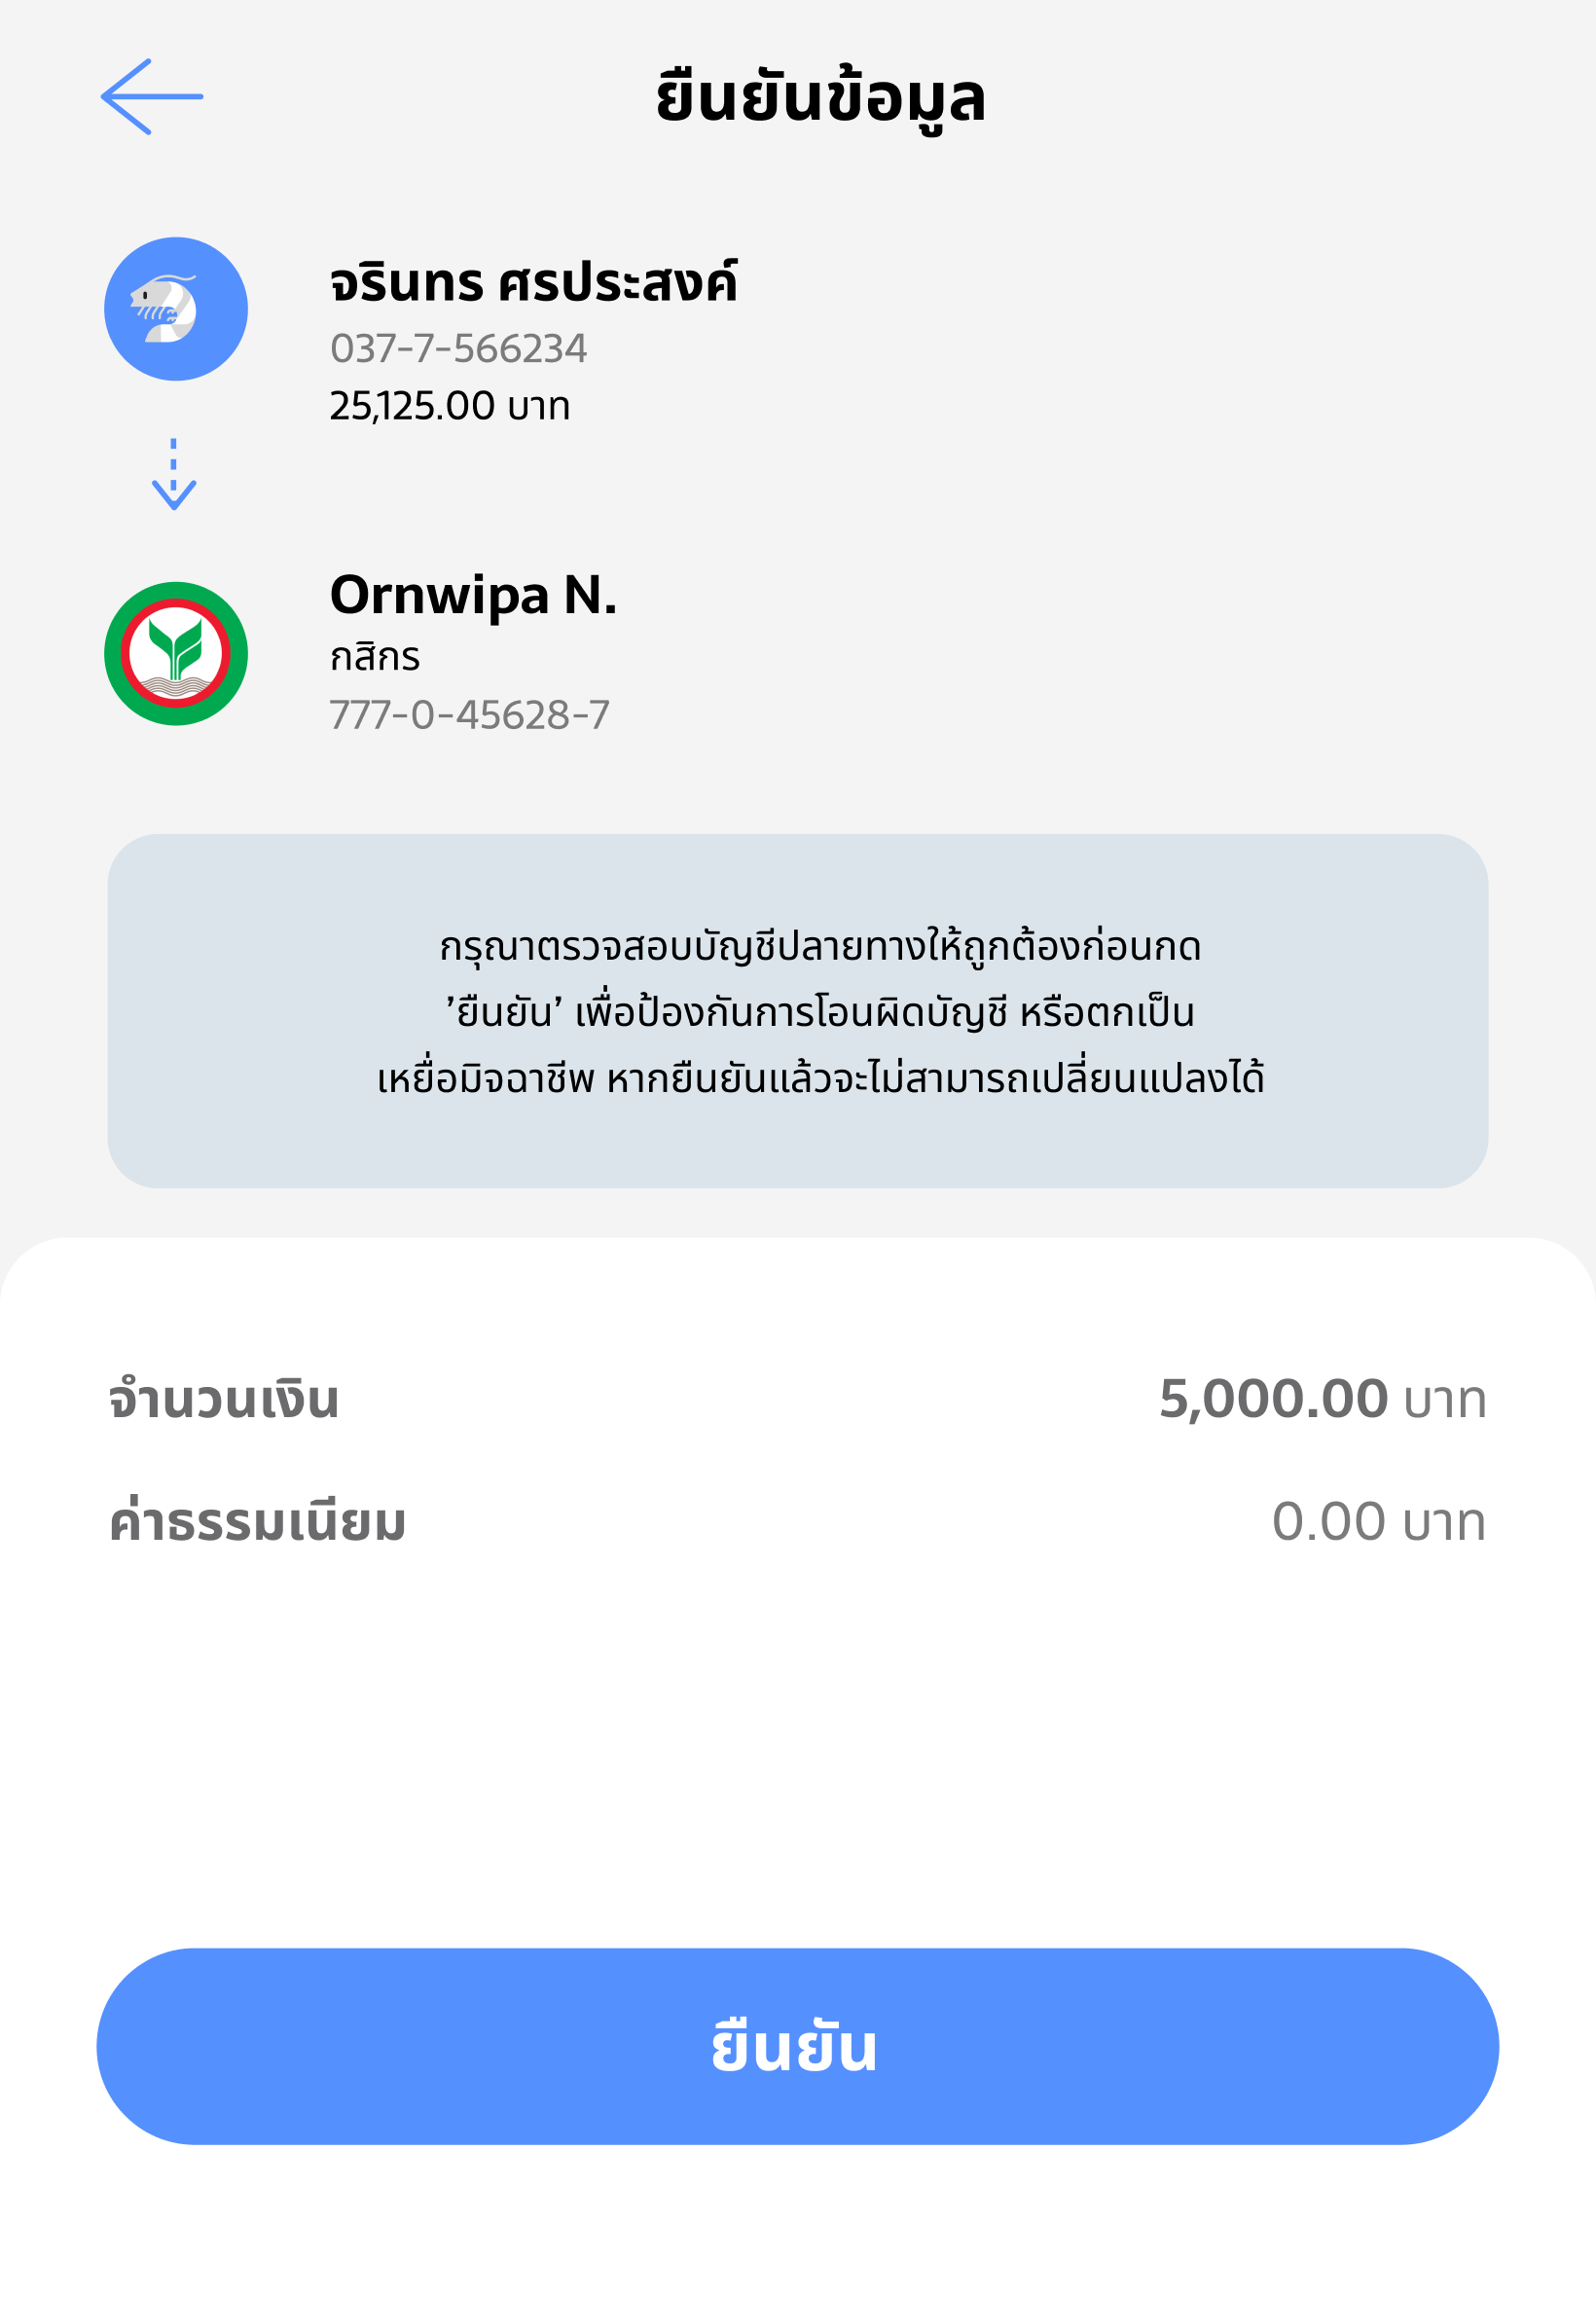 ยืนยันข้อมูล
จรินทร ศรประสงค์
037-7-566234
25,125.00 บาท
Ornwipa N.
กสิกร
777-0-45628-7
กรุณาตรวจสอบบัญชีปลายทางให้ถูกต้องก่อนกด
’ยืนยัน’ เพื่อป้องกันการโอนผิดบัญชี หรือตกเป็น
เหยื่อมิจฉาชีพ หากยืนยันแล้วจะไม่สามารถเปลี่ยนแปลงได้
จำนวนเงิน 5,000.00 บาท
ค่าธรรมเนียม 0.00 บาท
ยืนยัน